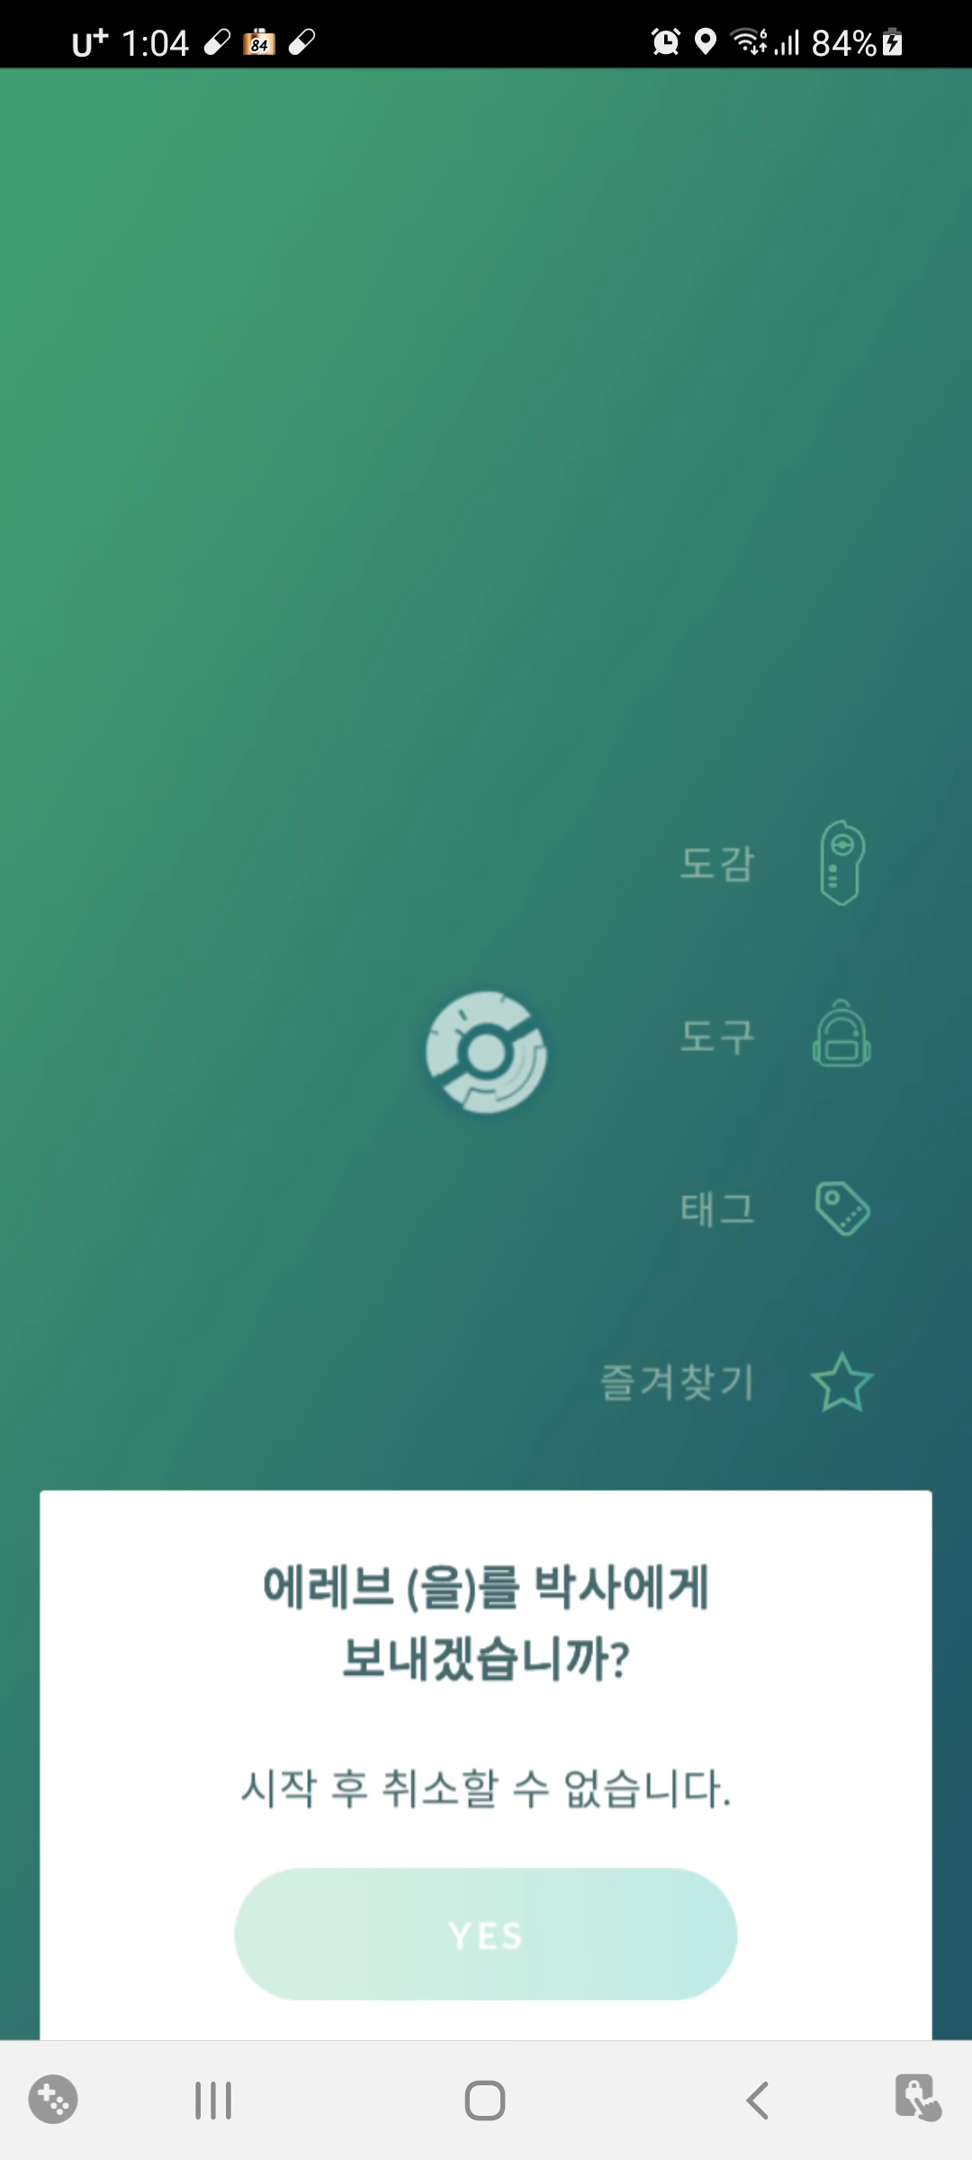 U+ 1:04 84 84%
도감
도구
태그
즐겨찾기
에레브 (을)를 박사에게
보내겠습니까?
시작 후 취소할 수 없습니다.
YES